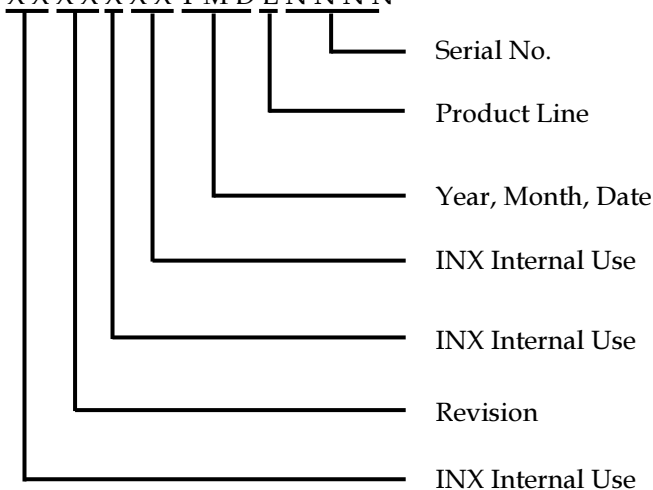 X X X X X X X Y M D L N N N N
Serial No.
Product Line
Year, Month, Date
INX Internal Use
INX Internal Use
Revision
INX Internal Use